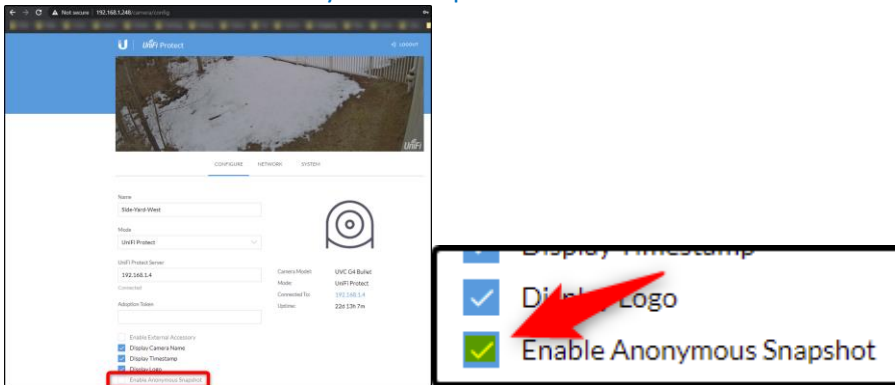 Not secure | 192.168.1.248/camera/config
UniFi Protect
LOGOUT
UniFi
CONFIGURE NETWORK SYSTEM
Name
Side-Yard-West
Mode
UniFi Protect
UniFi Protect Server
192.168.1.4
Connected
Adoption Token
Camera Model: UVC G4 Bullet
Mode: UniFi Protect
Connected To: 192.168.1.4
Uptime: 22d 13h 7m
Enable External Accessory
Display Camera Name
Display Timestamp
Display Logo
Enable Anonymous Snapshot
Display Timestamp
Display Logo
Enable Anonymous Snapshot